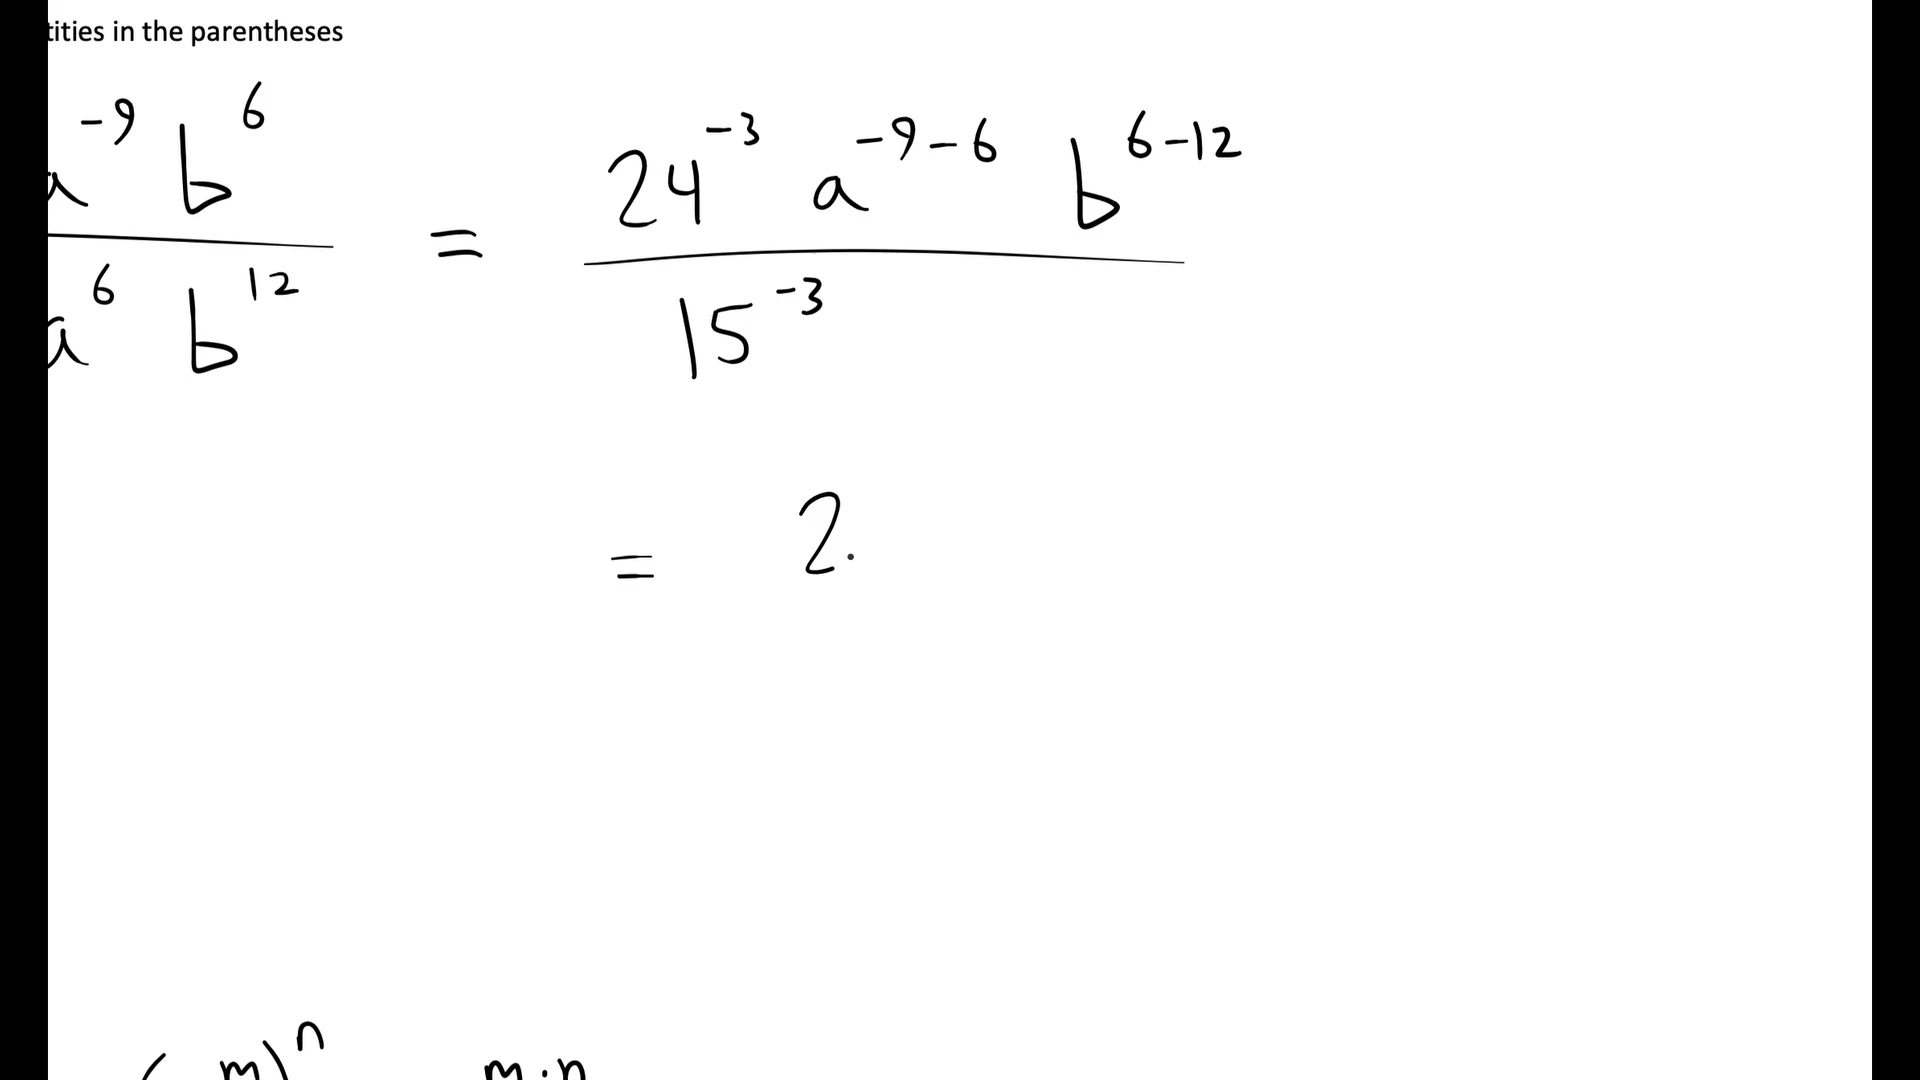 tities in the parentheses
a^{-9} b^{6} / a^{6} b^{12} = 24^{-3} a^{-9-6} b^{6-12} / 15^{-3}
= 2
( m)^{n} m·n